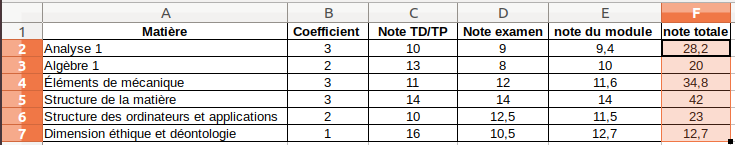 A B C D E F
1 Matière Coefficient Note TD/TP Note examen note du module note totale
2 Analyse 1 3 10 9 9,4 28,2
3 Algèbre 1 2 13 8 10 20
4 Éléments de mécanique 3 11 12 11,6 34,8
5 Structure de la matière 3 14 14 14 42
6 Structure des ordinateurs et applications 2 10 12,5 11,5 23
7 Dimension éthique et déontologie 1 16 10,5 12,7 12,7